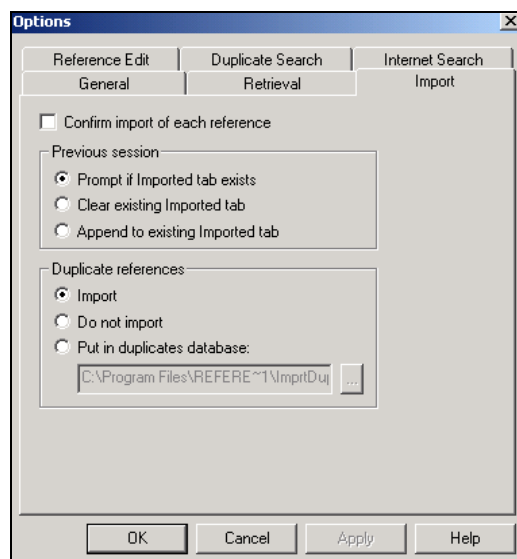 Options
Reference Edit Duplicate Search Internet Search
General Retrieval Import
Confirm import of each reference
Previous session
Prompt if Imported tab exists
Clear existing Imported tab
Append to existing Imported tab
Duplicate references
Import
Do not import
Put in duplicates database:
C:\Program Files\REFERE~1\ImprtDu
...
OK Cancel Apply Help